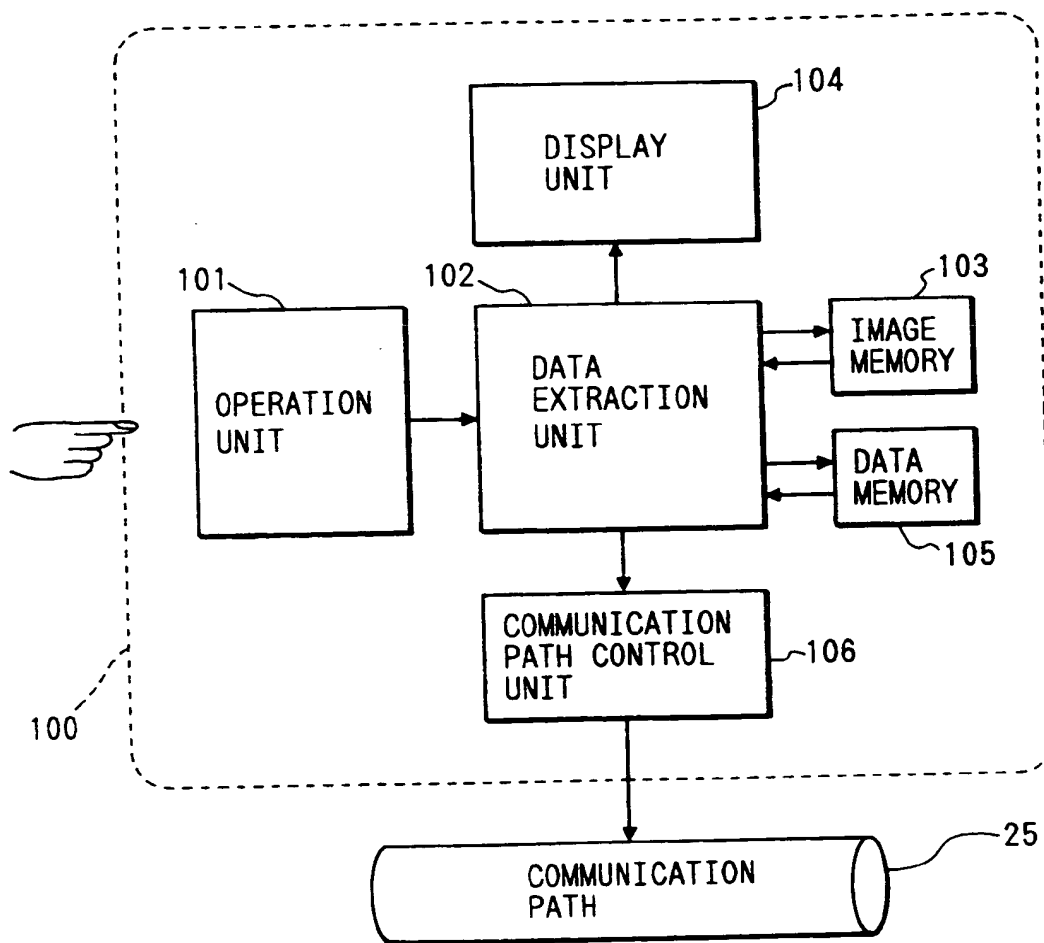 104
DISPLAY
UNIT
101
102
103
OPERATION
UNIT
DATA
EXTRACTION
UNIT
IMAGE
MEMORY
DATA
MEMORY
105
COMMUNICATION
PATH CONTROL
UNIT
106
100
25
COMMUNICATION
PATH